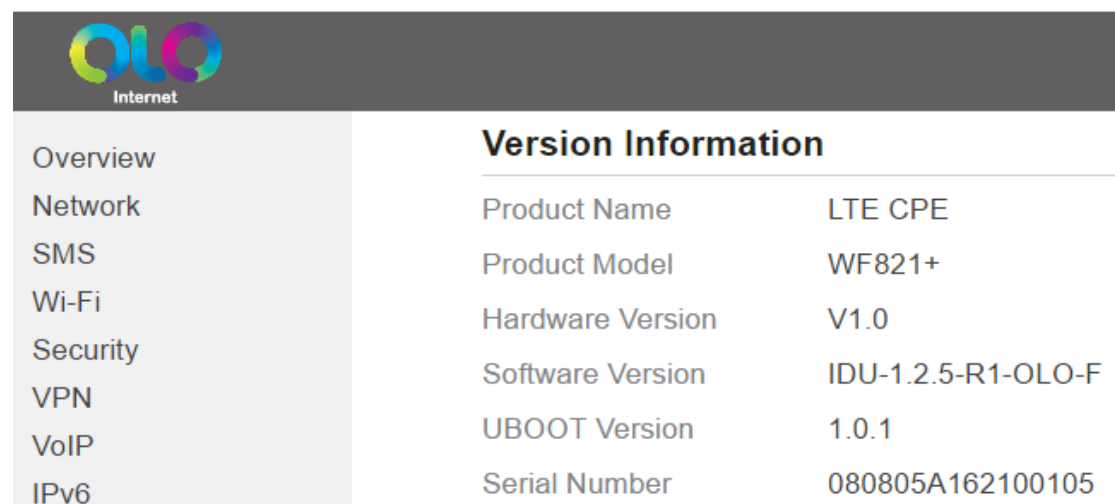 OLO
Internet
Overview
Network
SMS
Wi-Fi
Security
VPN
VoIP
IPv6
Version Information
Product Name LTE CPE
Product Model WF821+
Hardware Version V1.0
Software Version IDU-1.2.5-R1-OLO-F
UBOOT Version 1.0.1
Serial Number 080805A162100105